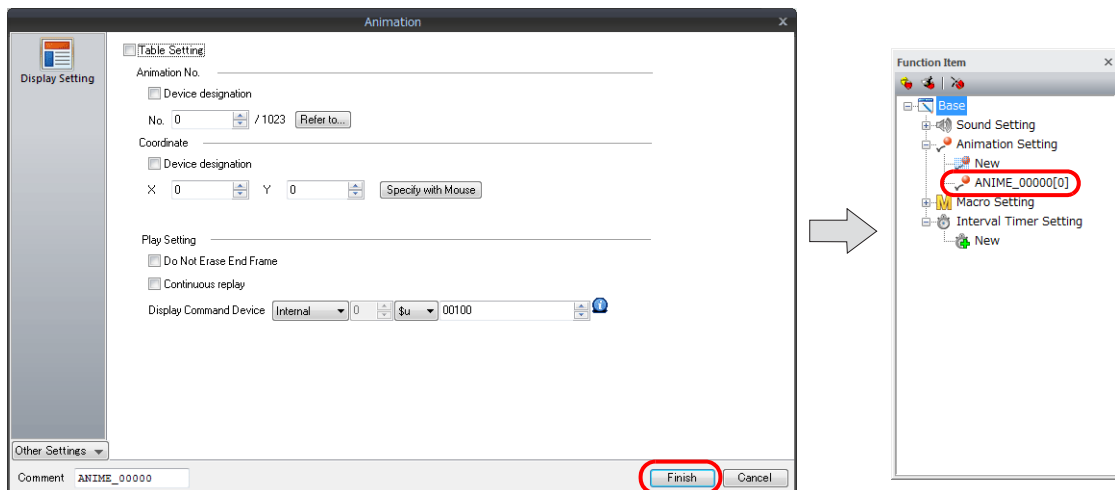 Animation
Display Setting
Table Setting
Animation No.
Device designation
No. 0 / 1023 Refer to...
Coordinate
Device designation
X 0 Y 0 Specify with Mouse
Play Setting
Do Not Erase End Frame
Continuous replay
Display Command Device Internal 0 $u 00100
Other Settings
Comment ANIME_00000 Finish Cancel
Function Item
Base
Sound Setting
Animation Setting
New
ANIME_00000[0]
M Macro Setting
Interval Timer Setting
New